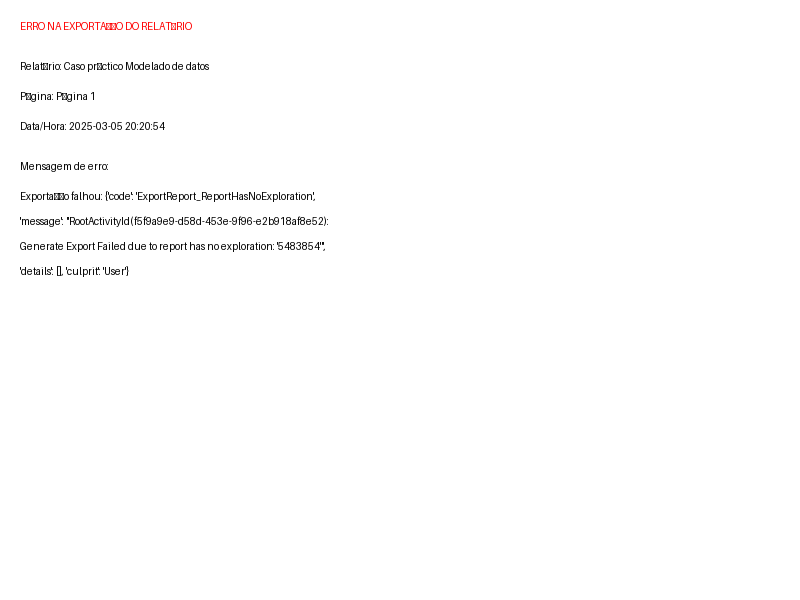 ERRO NA EXPORTA▯▯O DO RELAT▯RIO
Relat▯rio: Caso pr▯ctico Modelado de datos
P▯gina: P▯gina 1
Data/Hora: 2025-03-05 20:20:54
Mensagem de erro:
Exporta▯▯o falhou: {'code': 'ExportReport_ReportHasNoExploration',
'message': "RootActivityId(f5f9a9e9-d58d-453e-9f96-e2b918af8e52):
Generate Export Failed due to report has no exploration: '5483854'",
'details': [], 'culprit': 'User'}